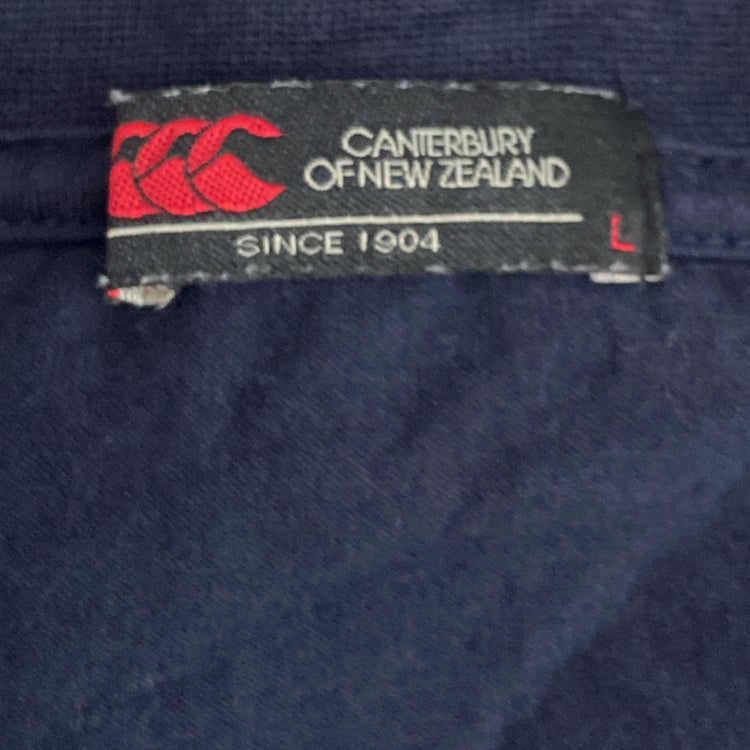 CANTERBURY
OF NEW ZEALAND
SINCE 1904
L